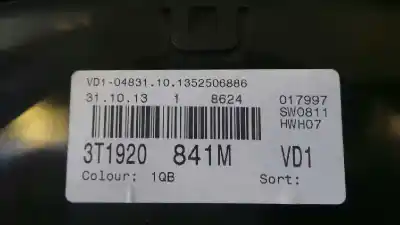 VD1-04831.10.1352506886
31.10.13 1 8624 017997
SW0811
HWH07
3T1920 841M VD1
Colour: 1QB Sort: